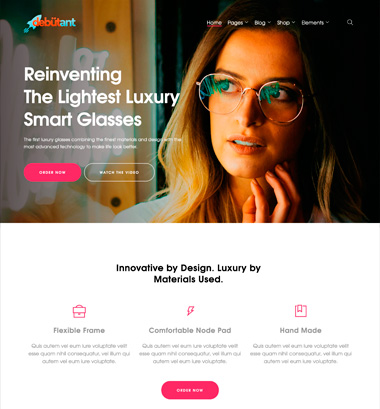 debütant
Home Pages Blog Shop Elements
Reinventing
The Lightest Luxury
Smart Glasses
The first luxury glasses combining the finest materials and design with the
most advanced technology to make life look better.
ORDER NOW WATCH THE VIDEO
Innovative by Design. Luxury by
Materials Used.
Flexible Frame Comfortable Node Pad Hand Made
Quis autem vel eum iure voluptate velit Quis autem vel eum iure voluptate velit Quis autem vel eum iure voluptate velit
esse quam nihil consequatur, vel illum qui esse quam nihil consequatur, vel illum qui esse quam nihil consequatur, vel illum qui
autem vel eum iure voluptate. autem vel eum iure voluptate. autem vel eum iure voluptate.
ORDER NOW